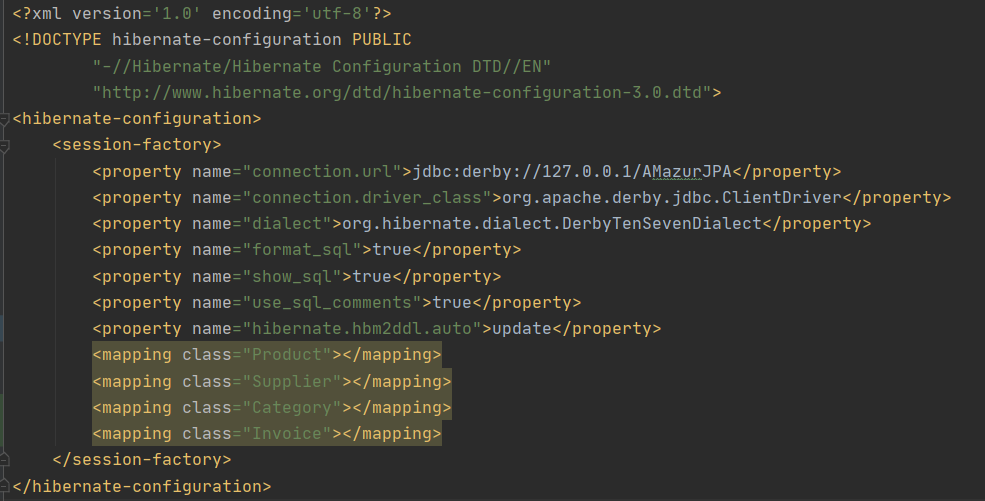 <?xml version='1.0' encoding='utf-8'?>
<!DOCTYPE hibernate-configuration PUBLIC
        "-//Hibernate/Hibernate Configuration DTD//EN"
        "http://www.hibernate.org/dtd/hibernate-configuration-3.0.dtd">
<hibernate-configuration>
    <session-factory>
        <property name="connection.url">jdbc:derby://127.0.0.1/AMazurJPA</property>
        <property name="connection.driver_class">org.apache.derby.jdbc.ClientDriver</property>
        <property name="dialect">org.hibernate.dialect.DerbyTenSevenDialect</property>
        <property name="format_sql">true</property>
        <property name="show_sql">true</property>
        <property name="use_sql_comments">true</property>
        <property name="hibernate.hbm2ddl.auto">update</property>
        <mapping class="Product"></mapping>
        <mapping class="Supplier"></mapping>
        <mapping class="Category"></mapping>
        <mapping class="Invoice"></mapping>
    </session-factory>
</hibernate-configuration>